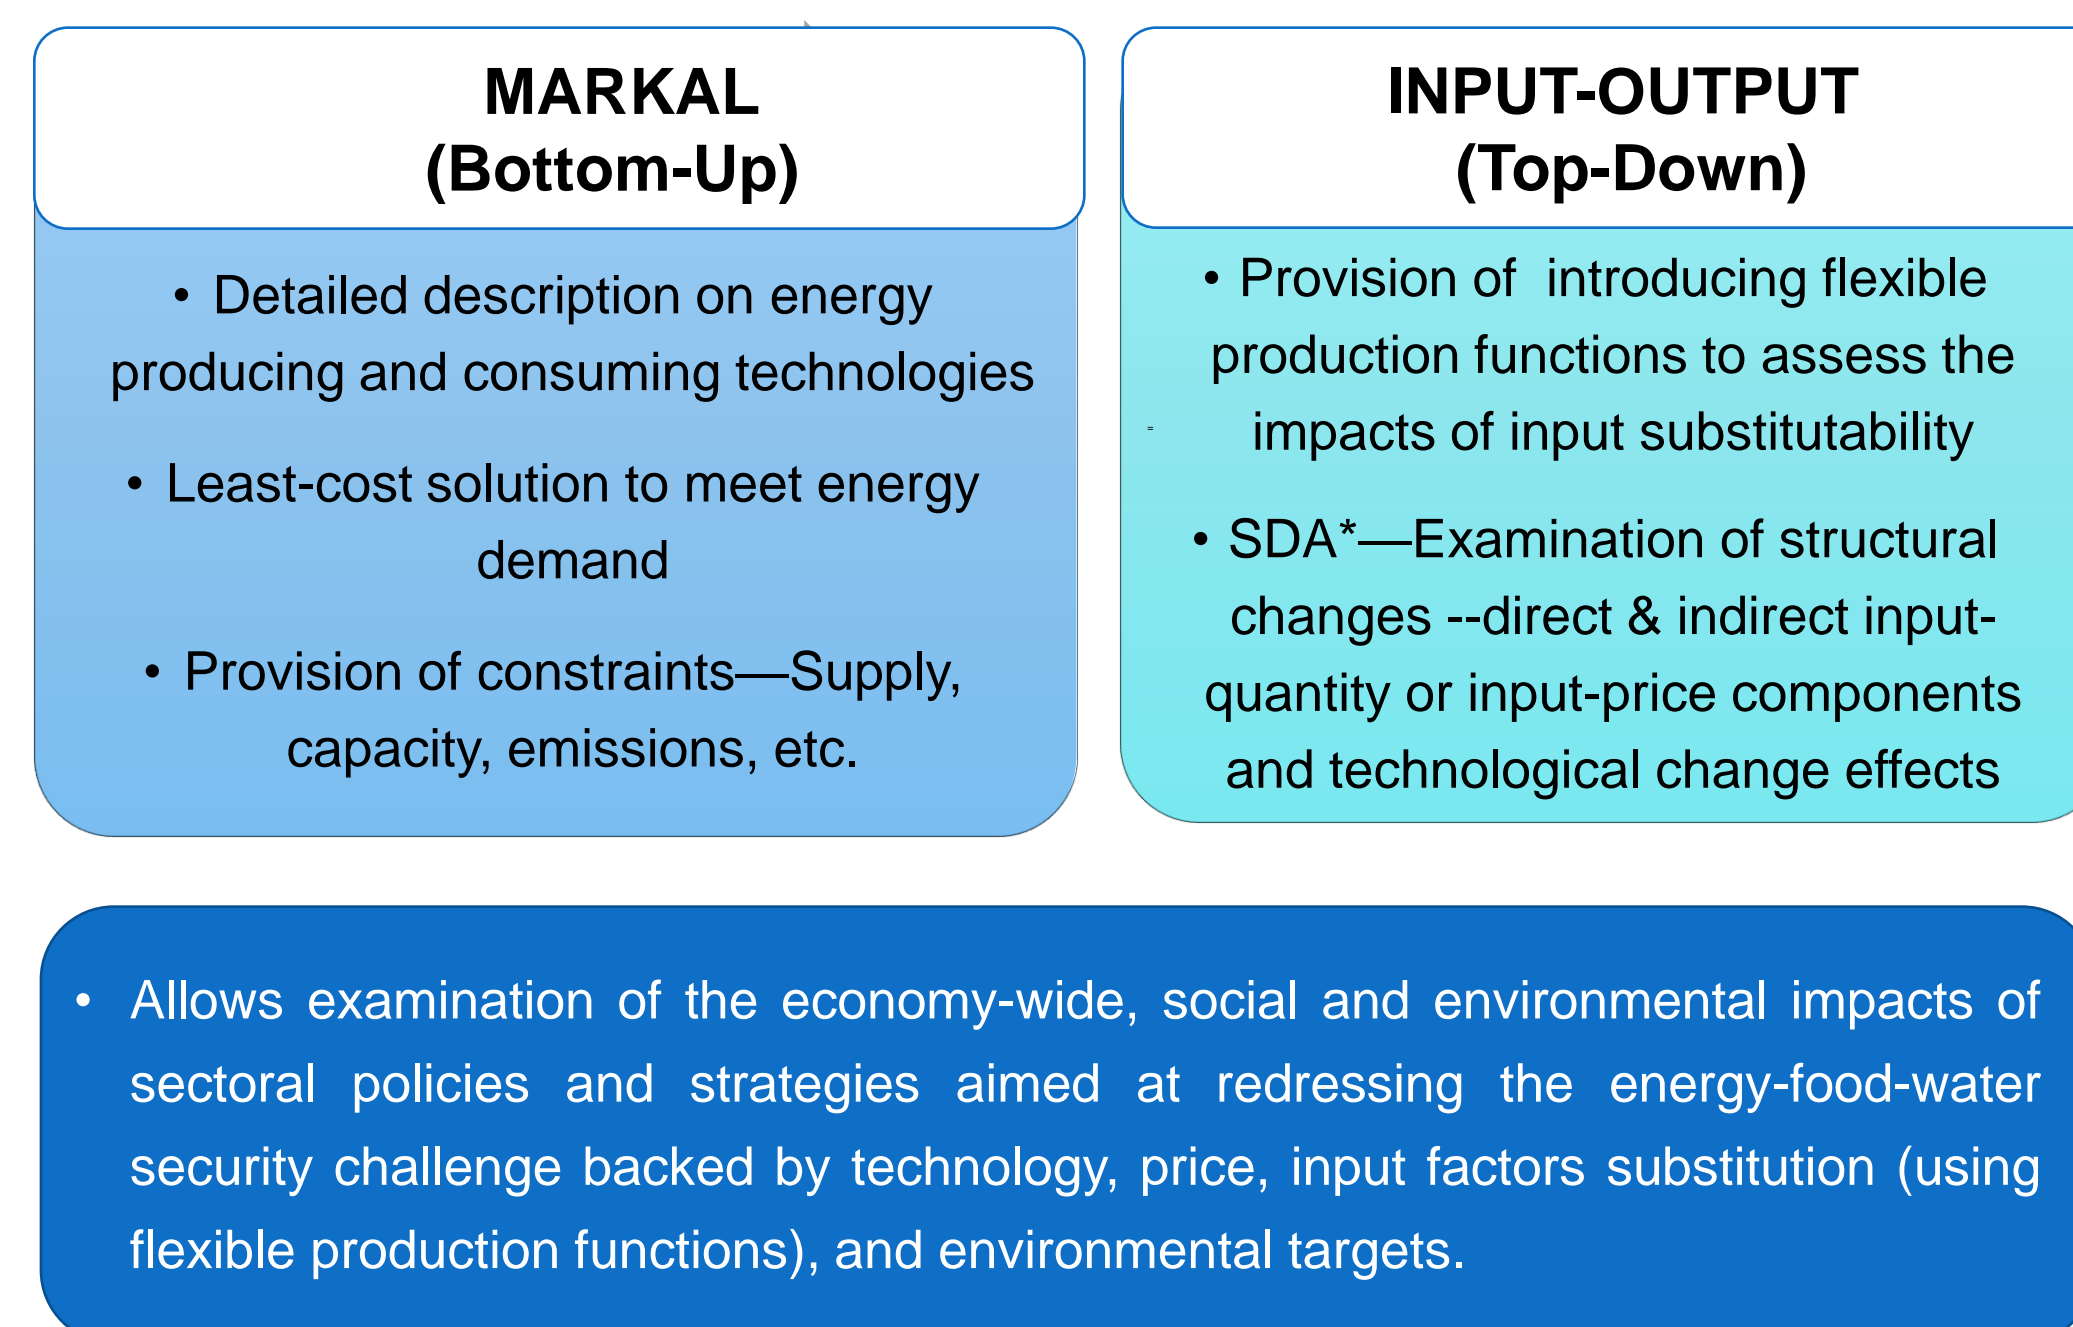 MARKAL
(Bottom-Up)
• Detailed description on energy
producing and consuming technologies
• Least-cost solution to meet energy
demand
• Provision of constraints—Supply,
capacity, emissions, etc.
INPUT-OUTPUT
(Top-Down)
• Provision of  introducing flexible
production functions to assess the
impacts of input substitutability
=
• SDA*—Examination of structural
changes --direct & indirect input-
quantity or input-price components
and technological change effects
• Allows examination of the economy-wide, social and environmental impacts of
sectoral policies and strategies aimed at redressing the energy-food-water
security challenge backed by technology, price, input factors substitution (using
flexible production functions), and environmental targets.